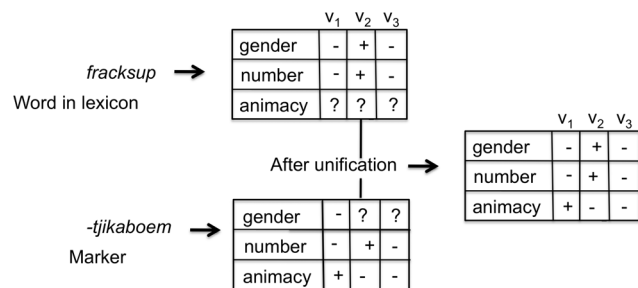 v1 v2 v3
gender - + -
number - + -
animacy ? ? ?
fracksup
Word in lexicon
After unification
v1 v2 v3
gender - + -
number - + -
animacy + - -
gender - ? ?
number - + -
animacy + - -
-tjikaboem
Marker